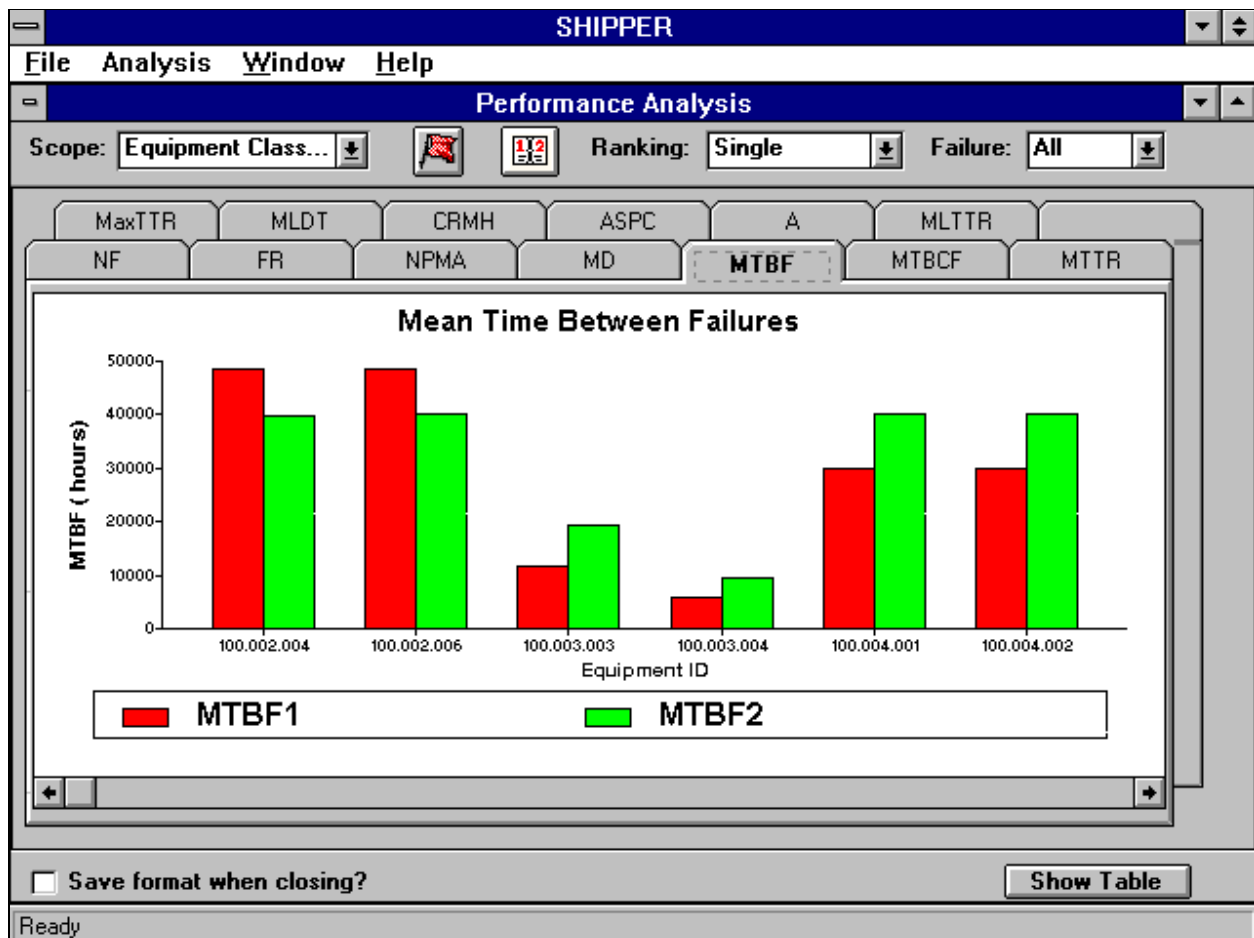 SHIPPER
File Analysis Window Help
Performance Analysis
Scope: Equipment Class... Ranking: Single Failure: All
MaxTTR MLDT CRMH ASPC A MLTTR
NF FR NPMA MD MTBF MTBCF MTTR
Mean Time Between Failures
MTBF ( hours)
50000
40000
30000
20000
10000
0
100.002.004 100.002.006 100.003.003 100.003.004 100.004.001 100.004.002
Equipment ID
MTBF1 MTBF2
Save format when closing? Show Table
Ready